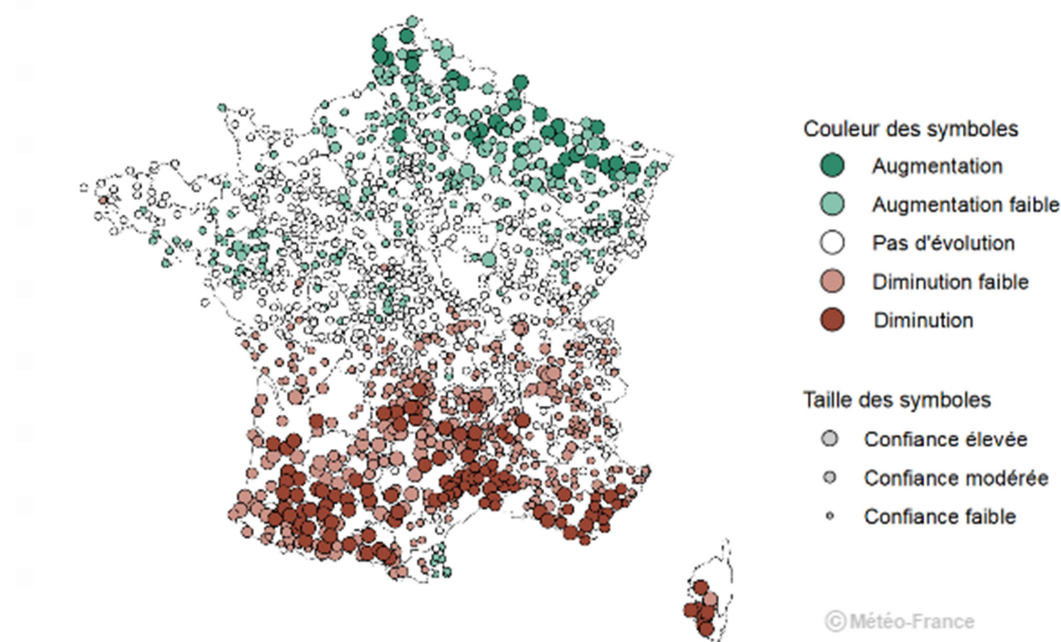 Couleur des symboles
Augmentation
Augmentation faible
Pas d'évolution
Diminution faible
Diminution
Taille des symboles
Confiance élevée
Confiance modérée
Confiance faible
©Météo-France